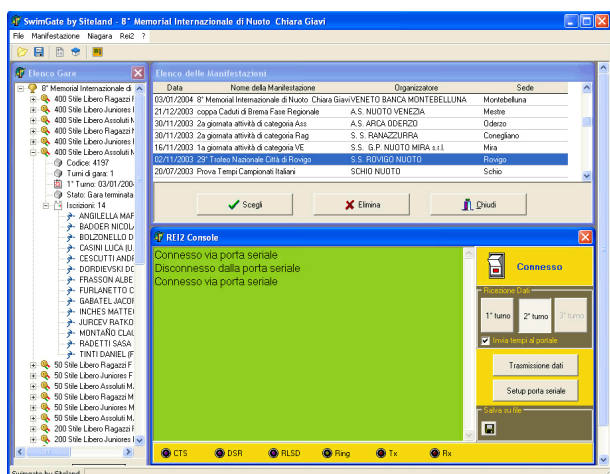 SwimGate by Siteland - 8° Memorial Internazionale di Nuoto Chiara Giavi
File Manifestazione Niagara Rei2 ?
Elenco Gare
8° Memorial Internazionale di
400 Stile Libero Ragazzi F
400 Stile Libero Juniores
400 Stile Libero Assoluti
400 Stile Libero Ragazzi
400 Stile Libero Juniores
400 Stile Libero Assoluti
Codice: 4197
Turni di gara: 1
1° Turno: 03/01/200
Stato: Gara terminata
Iscrizioni: 14
ANGILELLA MAF
BADOER NICOL
BOLZONELLO D
CASINI LUCA (U.
CESCUTTI ANDF
DORDIEVSKI DC
FRASSON ALBE
FURLANETTO C
GABATEL JACOF
INCHES MATTE
JURCEV RATKO
MONTAÑO CLAU
RADETTI SASA
TINTI DANIEL (F
50 Stile Libero Ragazzi F
50 Stile Libero Juniores F
50 Stile Libero Assoluti
50 Stile Libero Ragazzi M
50 Stile Libero Juniores M
50 Stile Libero Assoluti M
200 Stile Libero Ragazzi F
200 Stile Libero Juniores
Elenco delle Manifestazioni
Data Nome della Manifestazione Organizzatore Sede
03/01/2004 8° Memorial Internazionale di Nuoto Chiara Giavi VENETO BANCA MONTEBELLUNA Montebelluna
21/12/2003 coppa Caduti di Brema Fase Regionale A.S. NUOTO VENEZIA Mestre
30/11/2003 2a giornata attività di categoria Ass A.S. ARCA ODERZO Oderzo
30/11/2003 2a giornata attività di categoria Rag S. S. RANAZZURRA Conegliano
16/11/2003 1a giornata attività di categoria VE S.S. G.P. NUOTO MIRA s.r.l. Mira
02/11/2003 29° Trofeo Nazionale Città di Rovigo S.S. ROVIGO NUOTO Rovigo
20/07/2003 Prova Tempi Campionati Italiani SCHIO NUOTO Schio
Scegli Elimina Chiudi
REI2 Console
Connesso via porta seriale
Disconnesso dalla porta seriale
Connesso via porta seriale
Connesso
Ricezione Dati
1° turno 2° turno 3° turno
Invia tempi al portale
Trasmissione dati
Setup porta seriale
Salva su file
CTS DSR RLSD Ring Tx Rx
Swimgate by Siteland